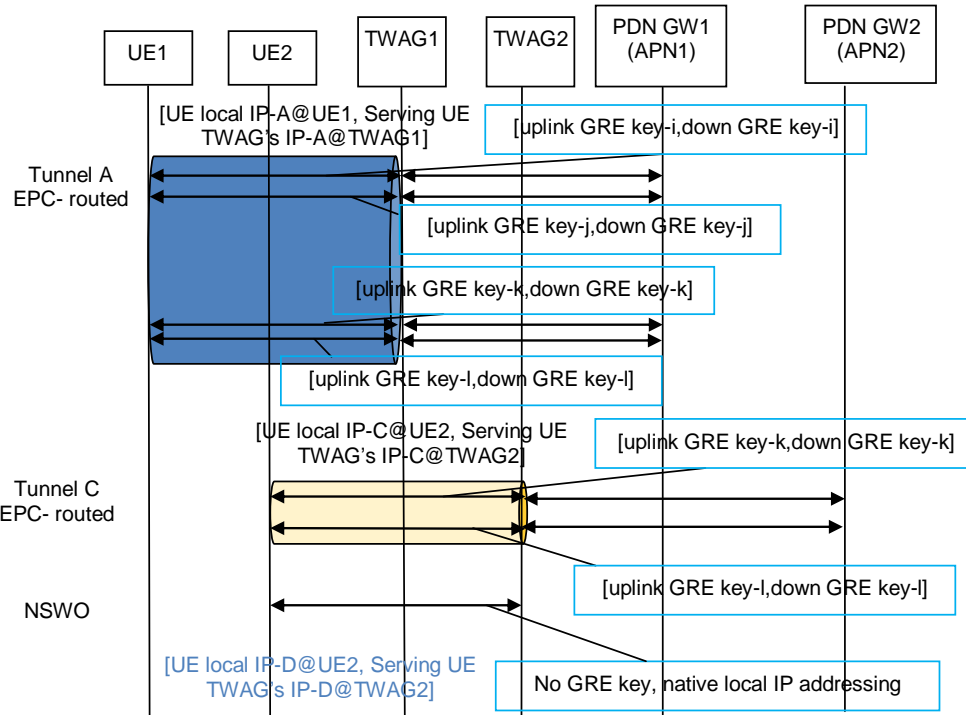 UE1
UE2
TWAG1
TWAG2
PDN GW1
(APN1)
PDN GW2
(APN2)
[UE local IP-A@UE1, Serving UE
TWAG's IP-A@TWAG1]
[uplink GRE key-i,down GRE key-i]
Tunnel A
EPC- routed
[uplink GRE key-j,down GRE key-j]
[uplink GRE key-k,down GRE key-k]
[uplink GRE key-l,down GRE key-l]
[UE local IP-C@UE2, Serving UE
TWAG's IP-C@TWAG2]
[uplink GRE key-k,down GRE key-k]
Tunnel C
EPC- routed
[uplink GRE key-l,down GRE key-l]
NSWO
[UE local IP-D@UE2, Serving UE
TWAG's IP-D@TWAG2]
No GRE key, native local IP addressing